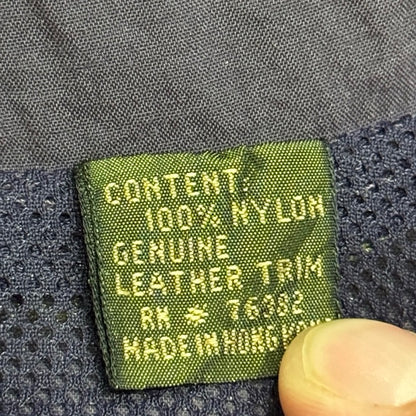 CONTENT:
100% NYLON
GENUINE
LEATHER TRIM
RN * 76382
MADE IN HONG KONG